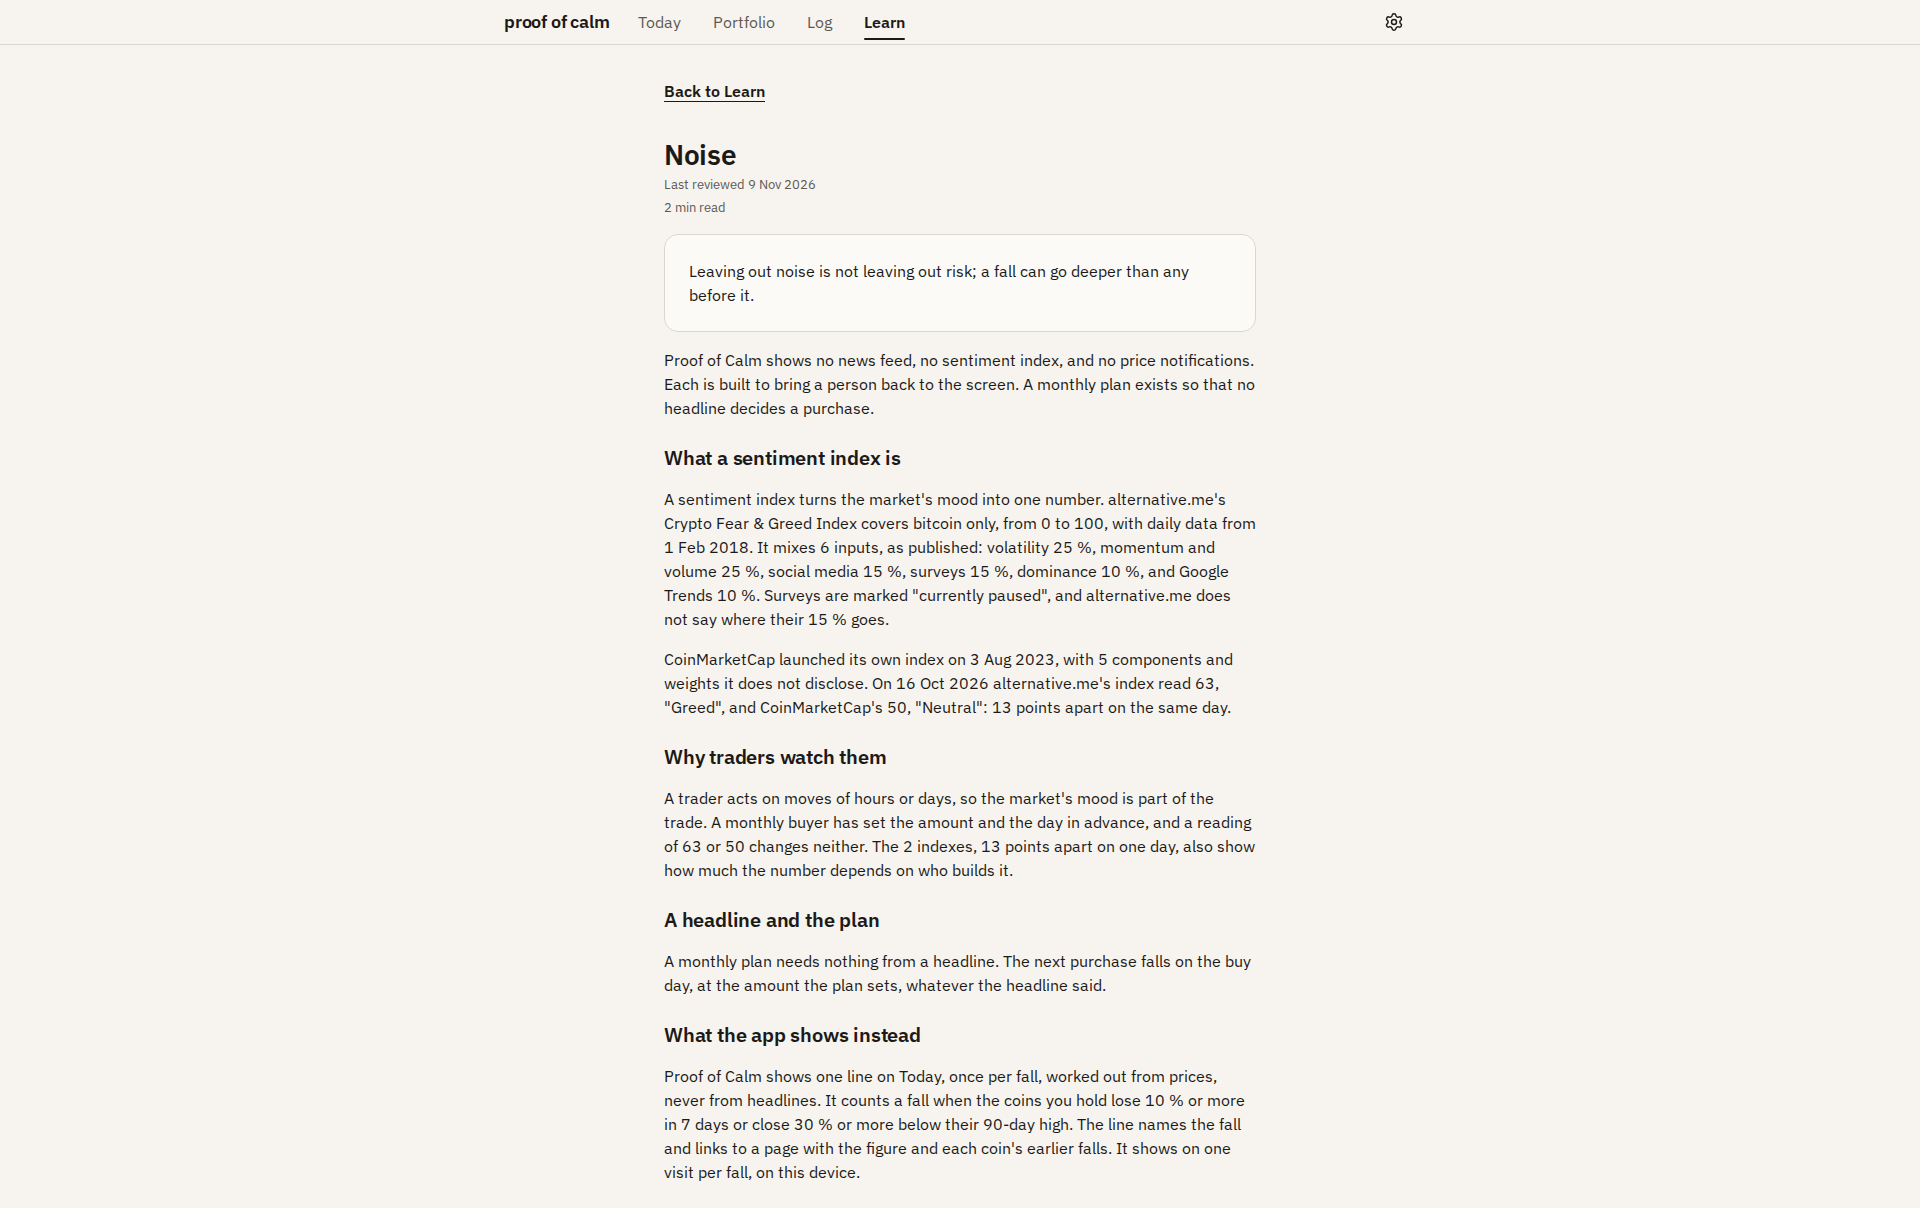 proof of calm Today Portfolio Log Learn
Back to Learn
Noise
Last reviewed 9 Nov 2026
2 min read
Leaving out noise is not leaving out risk; a fall can go deeper than any
before it.
Proof of Calm shows no news feed, no sentiment index, and no price notifications.
Each is built to bring a person back to the screen. A monthly plan exists so that no
headline decides a purchase.
What a sentiment index is
A sentiment index turns the market's mood into one number. alternative.me's
Crypto Fear & Greed Index covers bitcoin only, from 0 to 100, with daily data from
1 Feb 2018. It mixes 6 inputs, as published: volatility 25 %, momentum and
volume 25 %, social media 15 %, surveys 15 %, dominance 10 %, and Google
Trends 10 %. Surveys are marked "currently paused", and alternative.me does
not say where their 15 % goes.
CoinMarketCap launched its own index on 3 Aug 2023, with 5 components and
weights it does not disclose. On 16 Oct 2026 alternative.me's index read 63,
"Greed", and CoinMarketCap's 50, "Neutral": 13 points apart on the same day.
Why traders watch them
A trader acts on moves of hours or days, so the market's mood is part of the
trade. A monthly buyer has set the amount and the day in advance, and a reading
of 63 or 50 changes neither. The 2 indexes, 13 points apart on one day, also show
how much the number depends on who builds it.
A headline and the plan
A monthly plan needs nothing from a headline. The next purchase falls on the buy
day, at the amount the plan sets, whatever the headline said.
What the app shows instead
Proof of Calm shows one line on Today, once per fall, worked out from prices,
never from headlines. It counts a fall when the coins you hold lose 10 % or more
in 7 days or close 30 % or more below their 90-day high. The line names the fall
and links to a page with the figure and each coin's earlier falls. It shows on one
visit per fall, on this device.